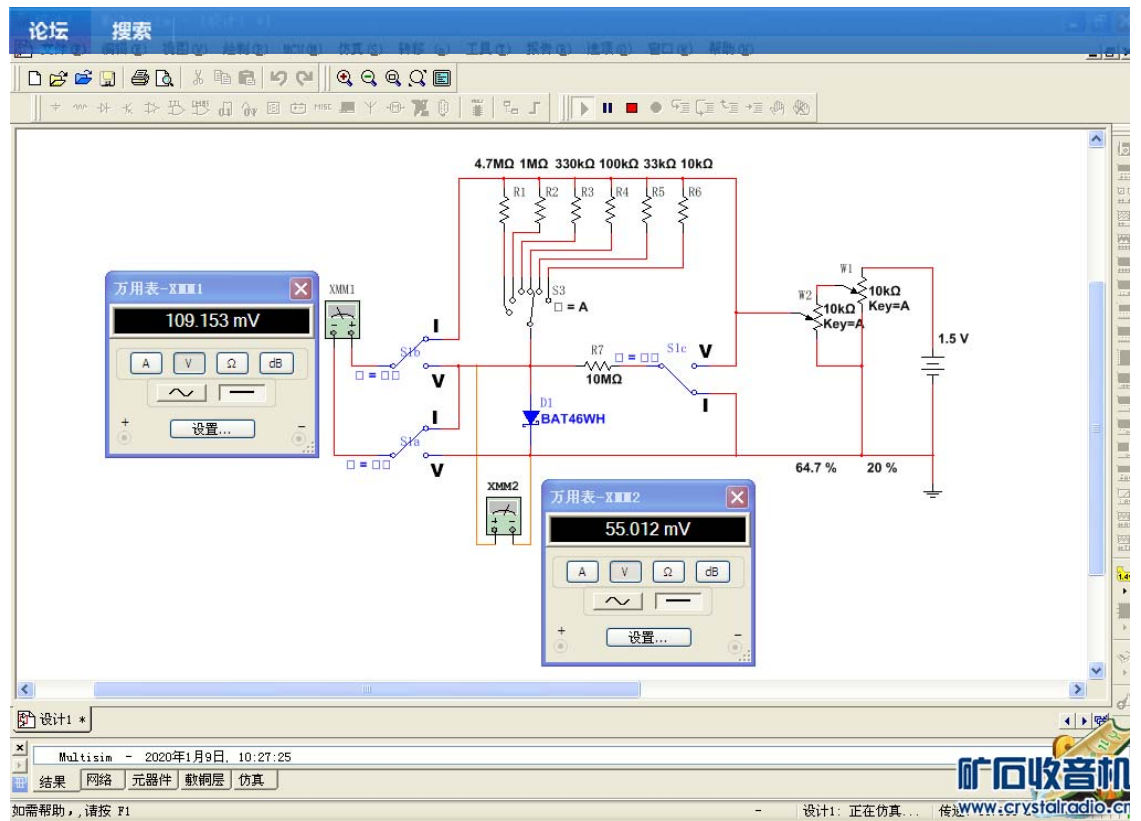 论坛 搜索
4.7MΩ 1MΩ 330kΩ 100kΩ 33kΩ 10kΩ
R1 R2 R3 R4 R5 R6
万用表-XMM1
109.153 mV
A V Ω dB
+ 设置... -
XMM1
I
S1b
V
I
S1a
V
S3
= A
R7
10MΩ
S1c V
I
D1
BAT46WH
W1
10kΩ
Key=A
W2
10kΩ
Key=A
1.5 V
64.7 % 20 %
XMM2
万用表-XMM2
55.012 mV
A V Ω dB
+ 设置... -
设计1 *
Multisim - 2020年1月9日, 10:27:25
结果 网络 元器件 敷铜层 仿真
如需帮助,,请按 F1
- 设计1: 正在仿真...
矿石收音机
www.crystalradio.cn